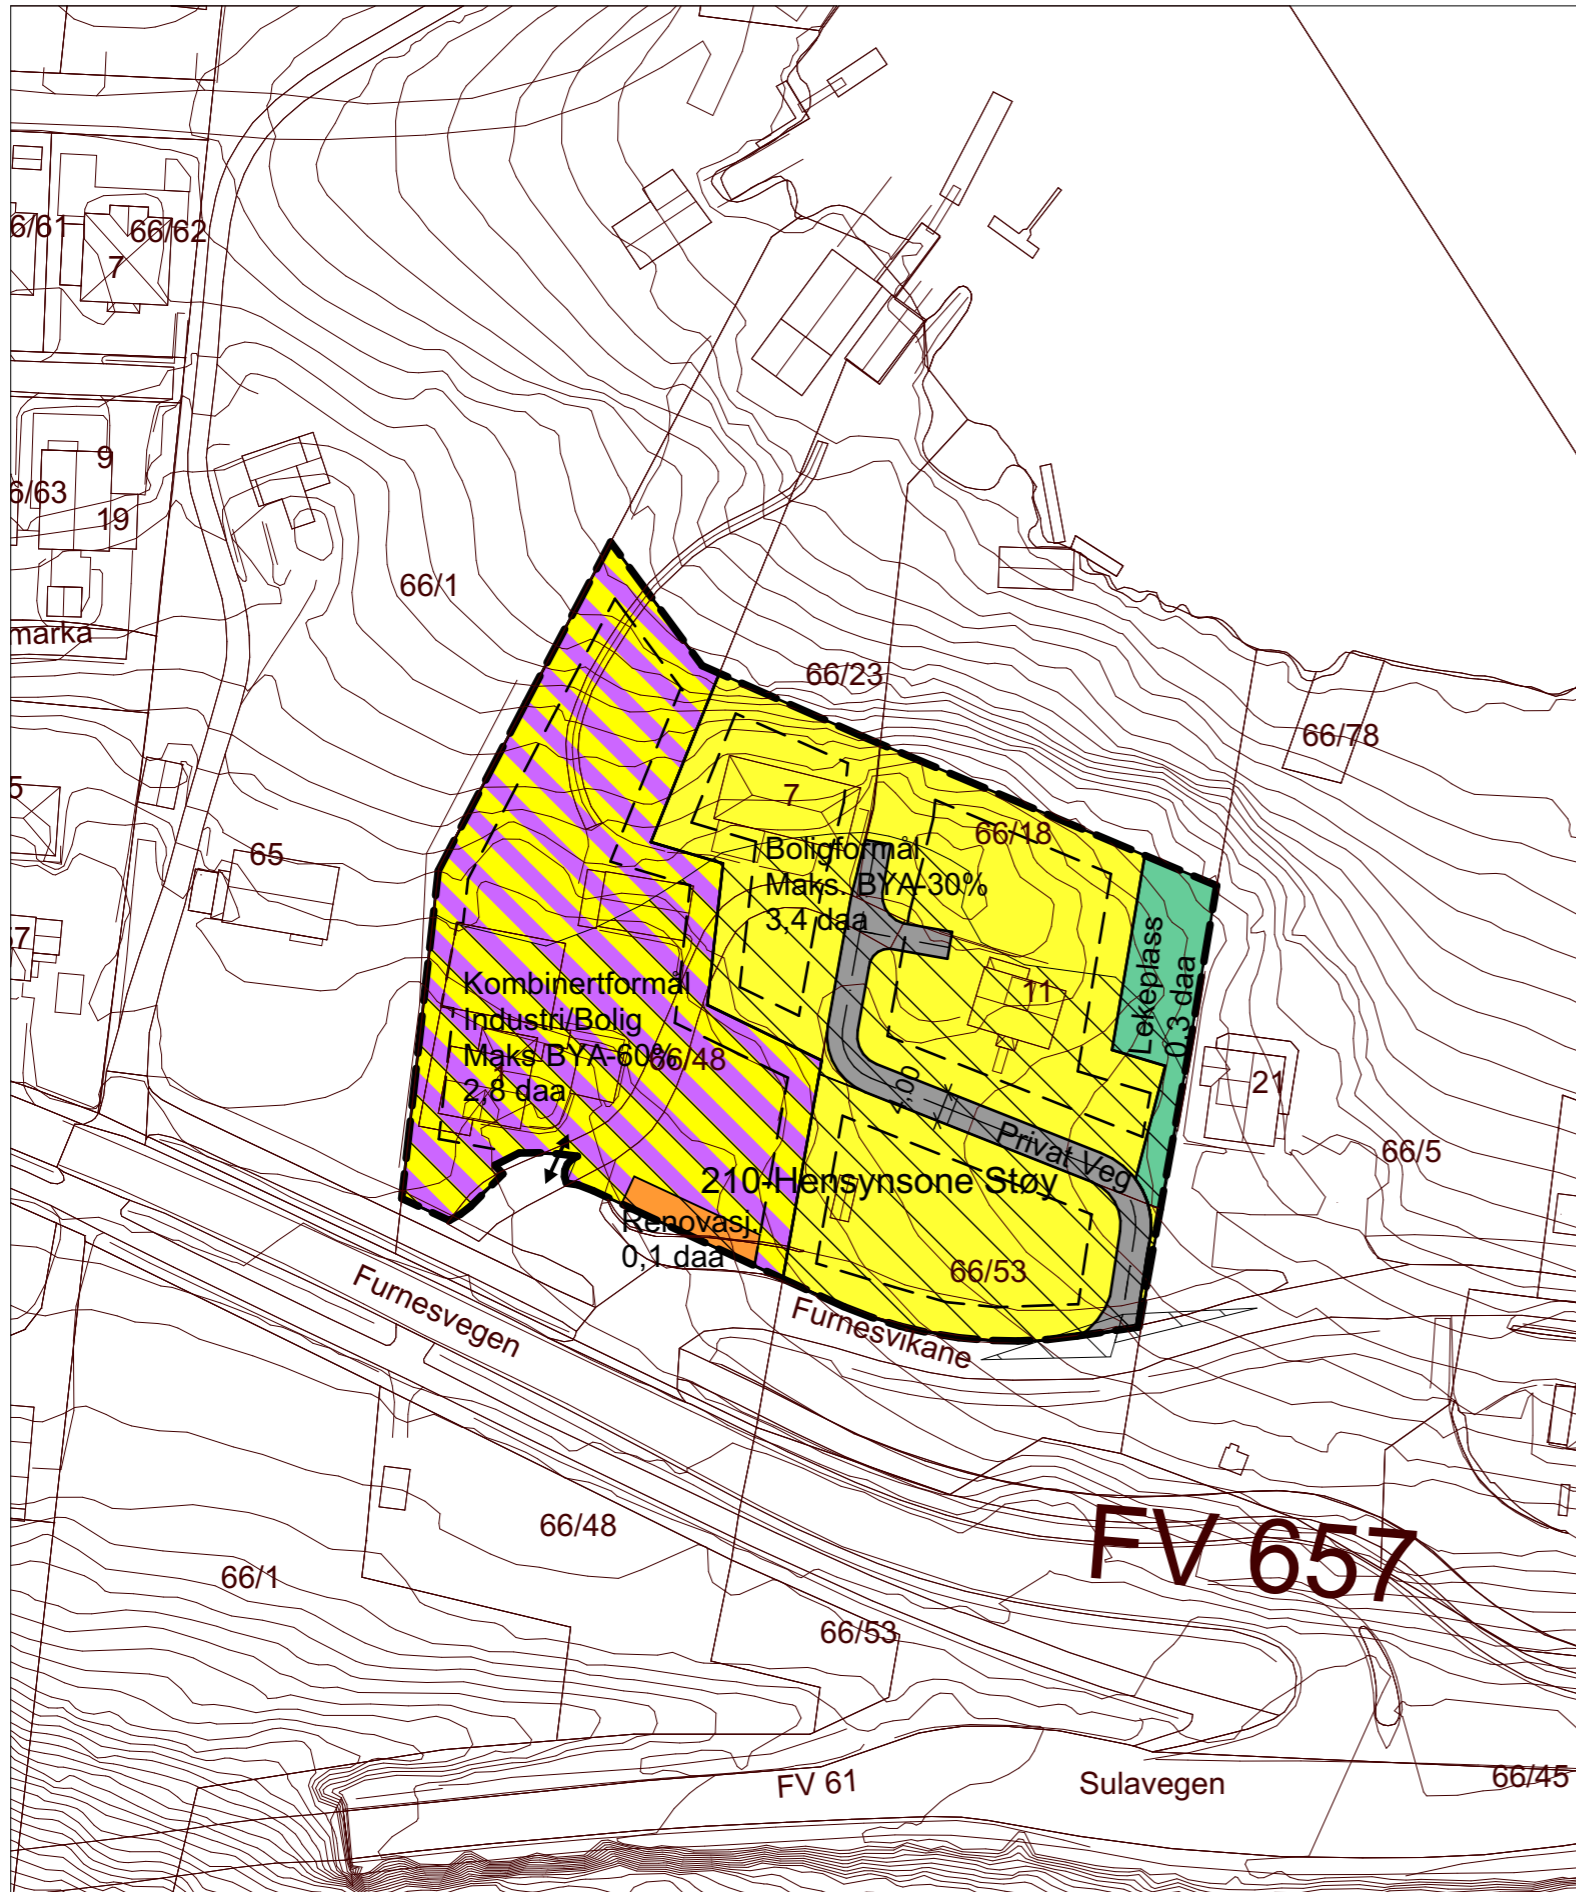 6/61
66/62
7
9
6/63
19
66/1
marka
66/23
66/78
5
7
66/18
65
Boligformål
Maks. BYA-30%
3,4 daa
57
Lekeplass
0,3 daa
Kombinertformål
Industri/Bolig
Maks BYA-60%
2,8 daa
66/48
11
4,00
21
Privat Veg
66/5
210-Hensynsone Støy
Renovasj.
0,1 daa
66/53
Furnesvegen
Furnesvikane
66/48
FV 657
66/1
66/53
FV 61
Sulavegen
66/45